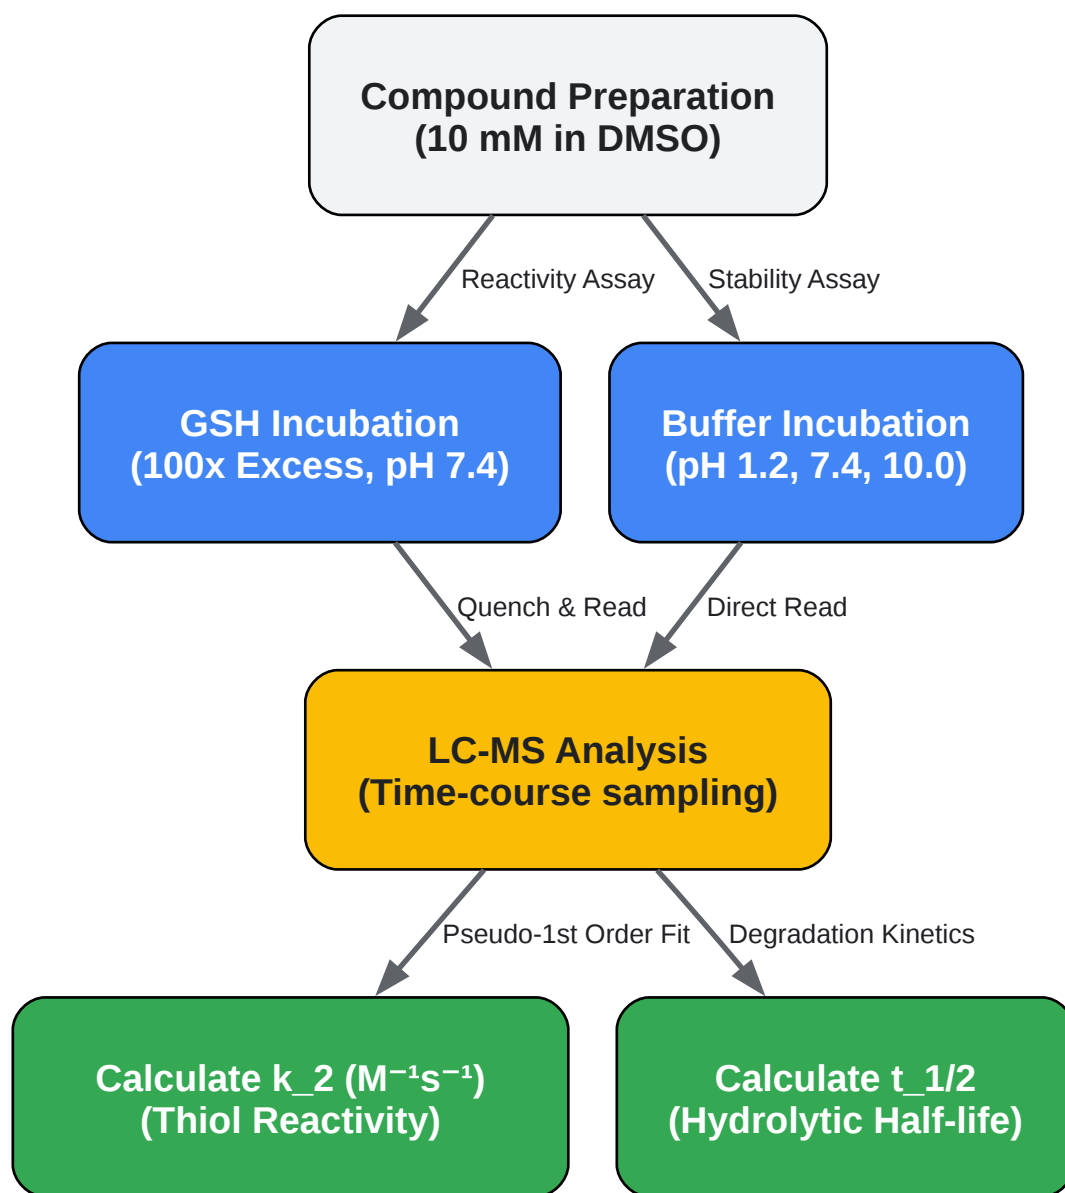 Compound Preparation
(10 mM in DMSO)
Reactivity Assay
Stability Assay
GSH Incubation
(100x Excess, pH 7.4)
Buffer Incubation
(pH 1.2, 7.4, 10.0)
Quench & Read
Direct Read
LC-MS Analysis
(Time-course sampling)
Pseudo-1st Order Fit
Degradation Kinetics
Calculate k_2 (M⁻¹s⁻¹)
(Thiol Reactivity)
Calculate t_1/2
(Hydrolytic Half-life)